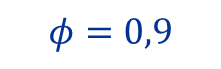 ϕ = 0,9